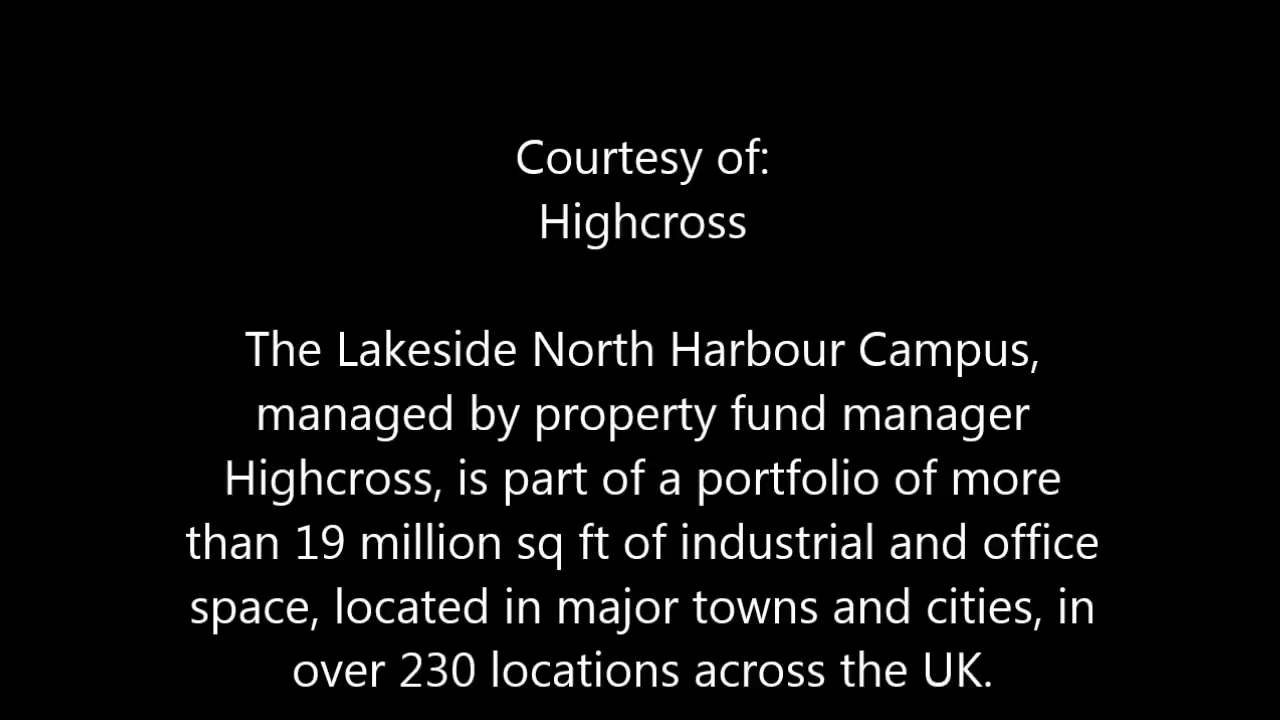 Courtesy of:
Highcross
The Lakeside North Harbour Campus,
managed by property fund manager
Highcross, is part of a portfolio of more
than 19 million sq ft of industrial and office
space, located in major towns and cities, in
over 230 locations across the UK.